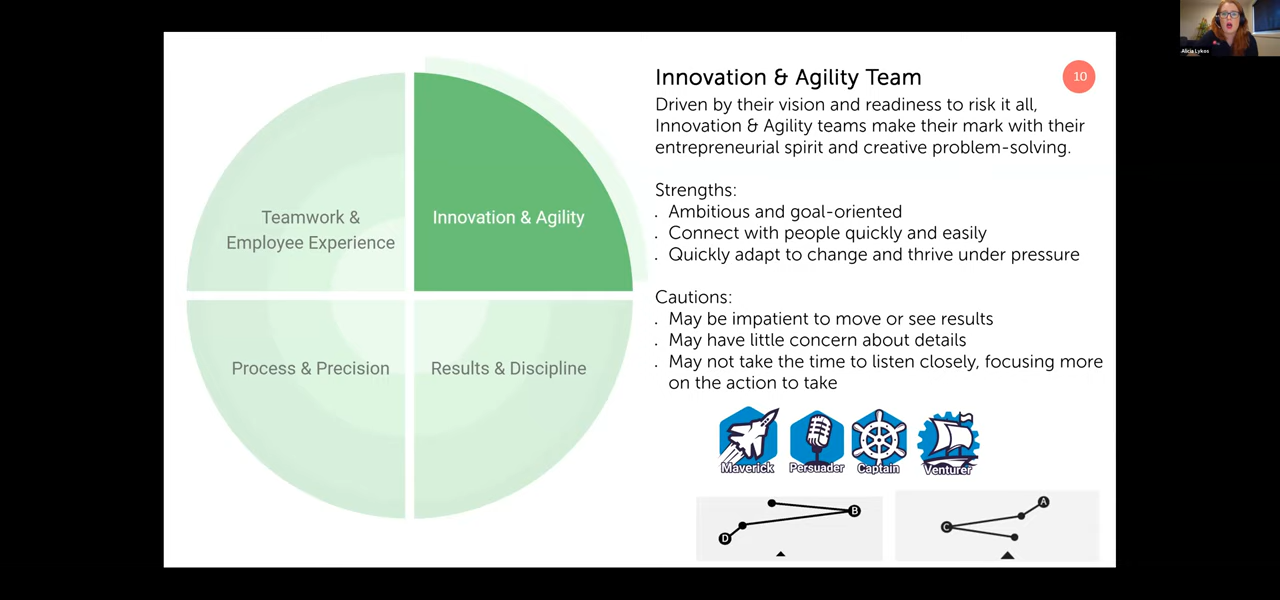 Alicia Lykos
Innovation & Agility Team
10
Driven by their vision and readiness to risk it all,
Innovation & Agility teams make their mark with their
entrepreneurial spirit and creative problem-solving.
Strengths:
. Ambitious and goal-oriented
. Connect with people quickly and easily
. Quickly adapt to change and thrive under pressure
Cautions:
. May be impatient to move or see results
. May have little concern about details
. May not take the time to listen closely, focusing more
on the action to take
Teamwork &
Employee Experience
Innovation & Agility
Process & Precision
Results & Discipline
Maverick
Persuader
Captain
Venturer
B
D
A
C